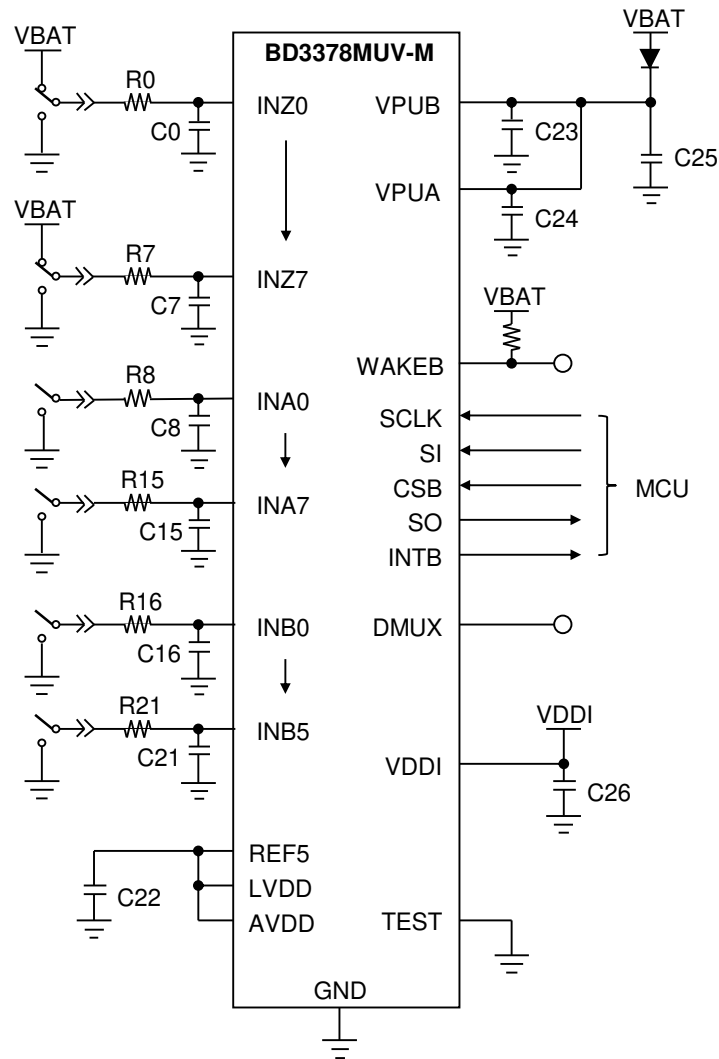 VBAT
BD3378MUV-M
VBAT
R0
C0
INZ0
VPUB
C23
C25
VPUA
C24
VBAT
R7
C7
INZ7
VBAT
WAKEB
R8
C8
INA0
SCLK
SI
CSB
SO
INTB
MCU
R15
C15
INA7
R16
C16
INB0
DMUX
R21
C21
INB5
VDDI
VDDI
C26
REF5
LVDD
AVDD
C22
TEST
GND